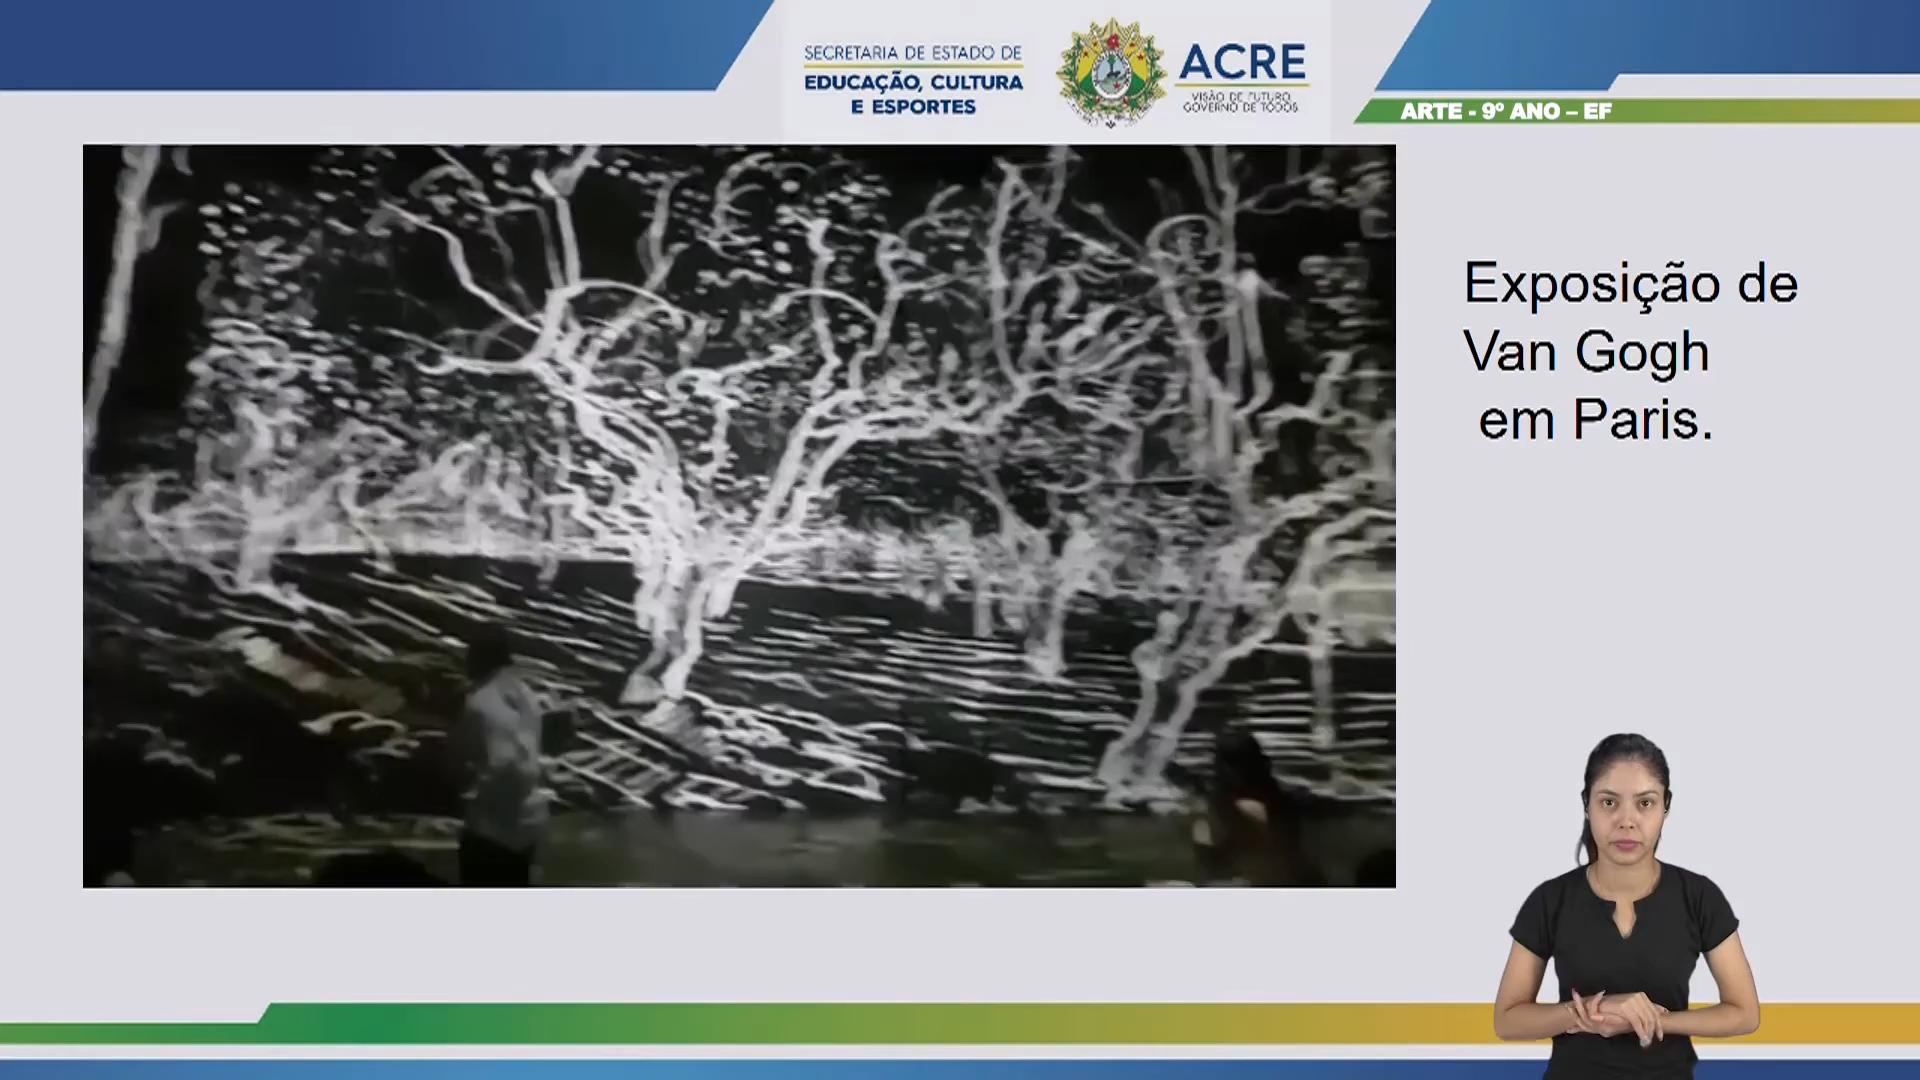 SECRETARIA DE ESTADO DE
EDUCAÇÃO, CULTURA
E ESPORTES
ACRE
VISÃO DE FUTURO,
GOVERNO DE TODOS
ARTE - 9º ANO – EF
Exposição de
Van Gogh
em Paris.